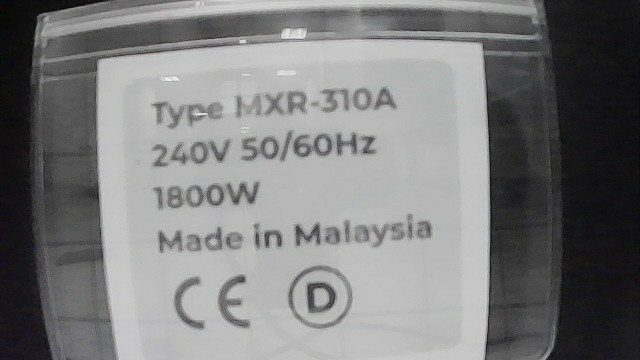 Type MXR-310A
240V 50/60Hz
1800W
Made in Malaysia
CE D